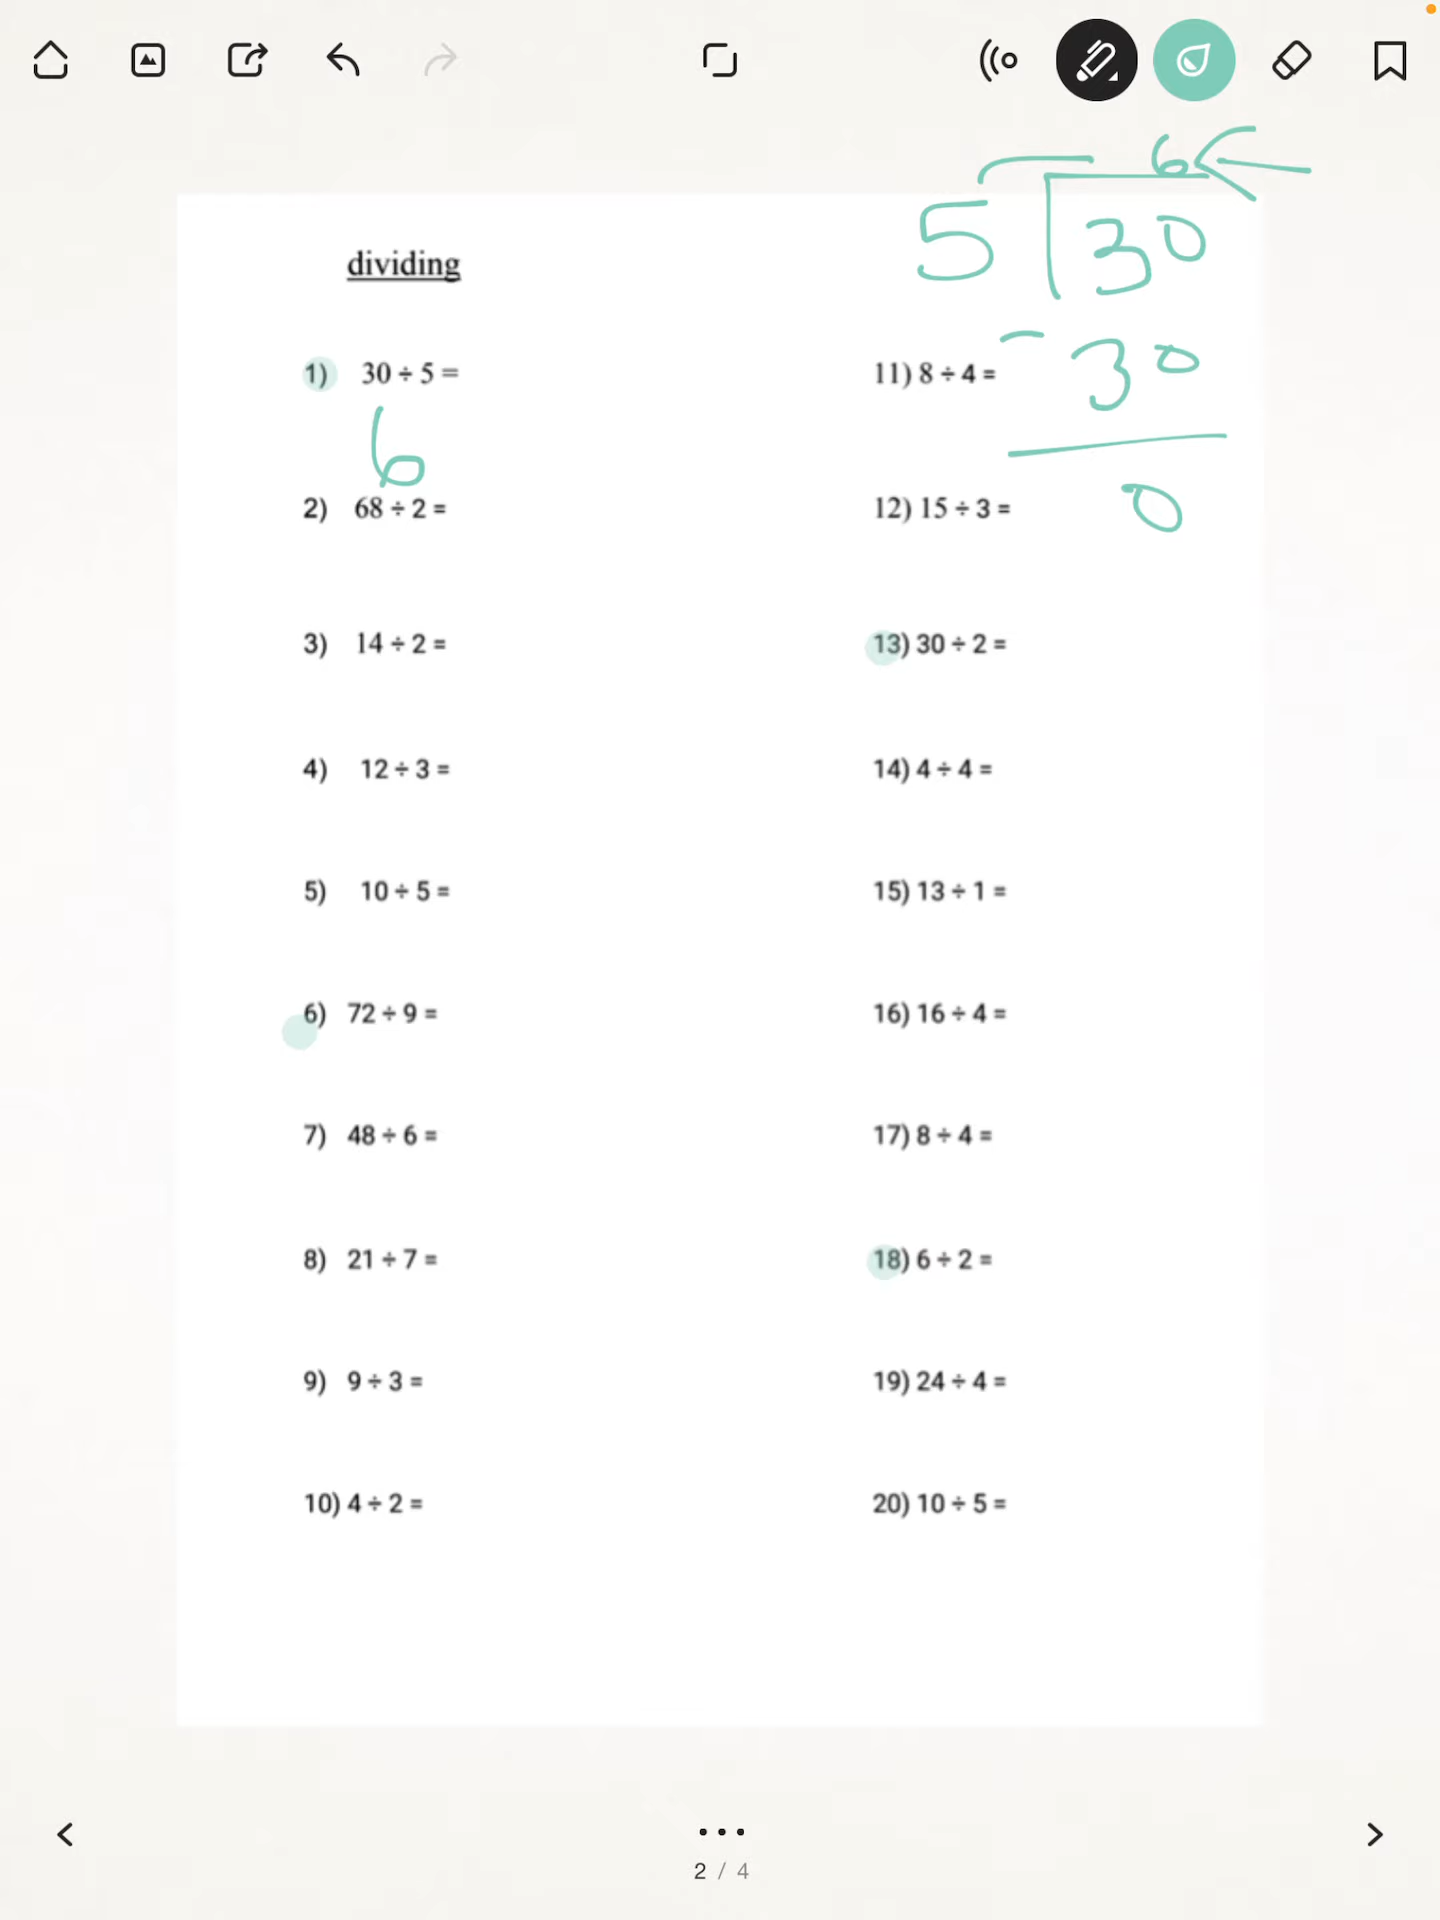 6
5 30
dividing
- 30
0
1) 30 ÷ 5 =
6
2) 68 ÷ 2 =
3) 14 ÷ 2 =
4) 12 ÷ 3 =
5) 10 ÷ 5 =
6) 72 ÷ 9 =
7) 48 ÷ 6 =
8) 21 ÷ 7 =
9) 9 ÷ 3 =
10) 4 ÷ 2 =
11) 8 ÷ 4 =
12) 15 ÷ 3 =
13) 30 ÷ 2 =
14) 4 ÷ 4 =
15) 13 ÷ 1 =
16) 16 ÷ 4 =
17) 8 ÷ 4 =
18) 6 ÷ 2 =
19) 24 ÷ 4 =
20) 10 ÷ 5 =
2 / 4